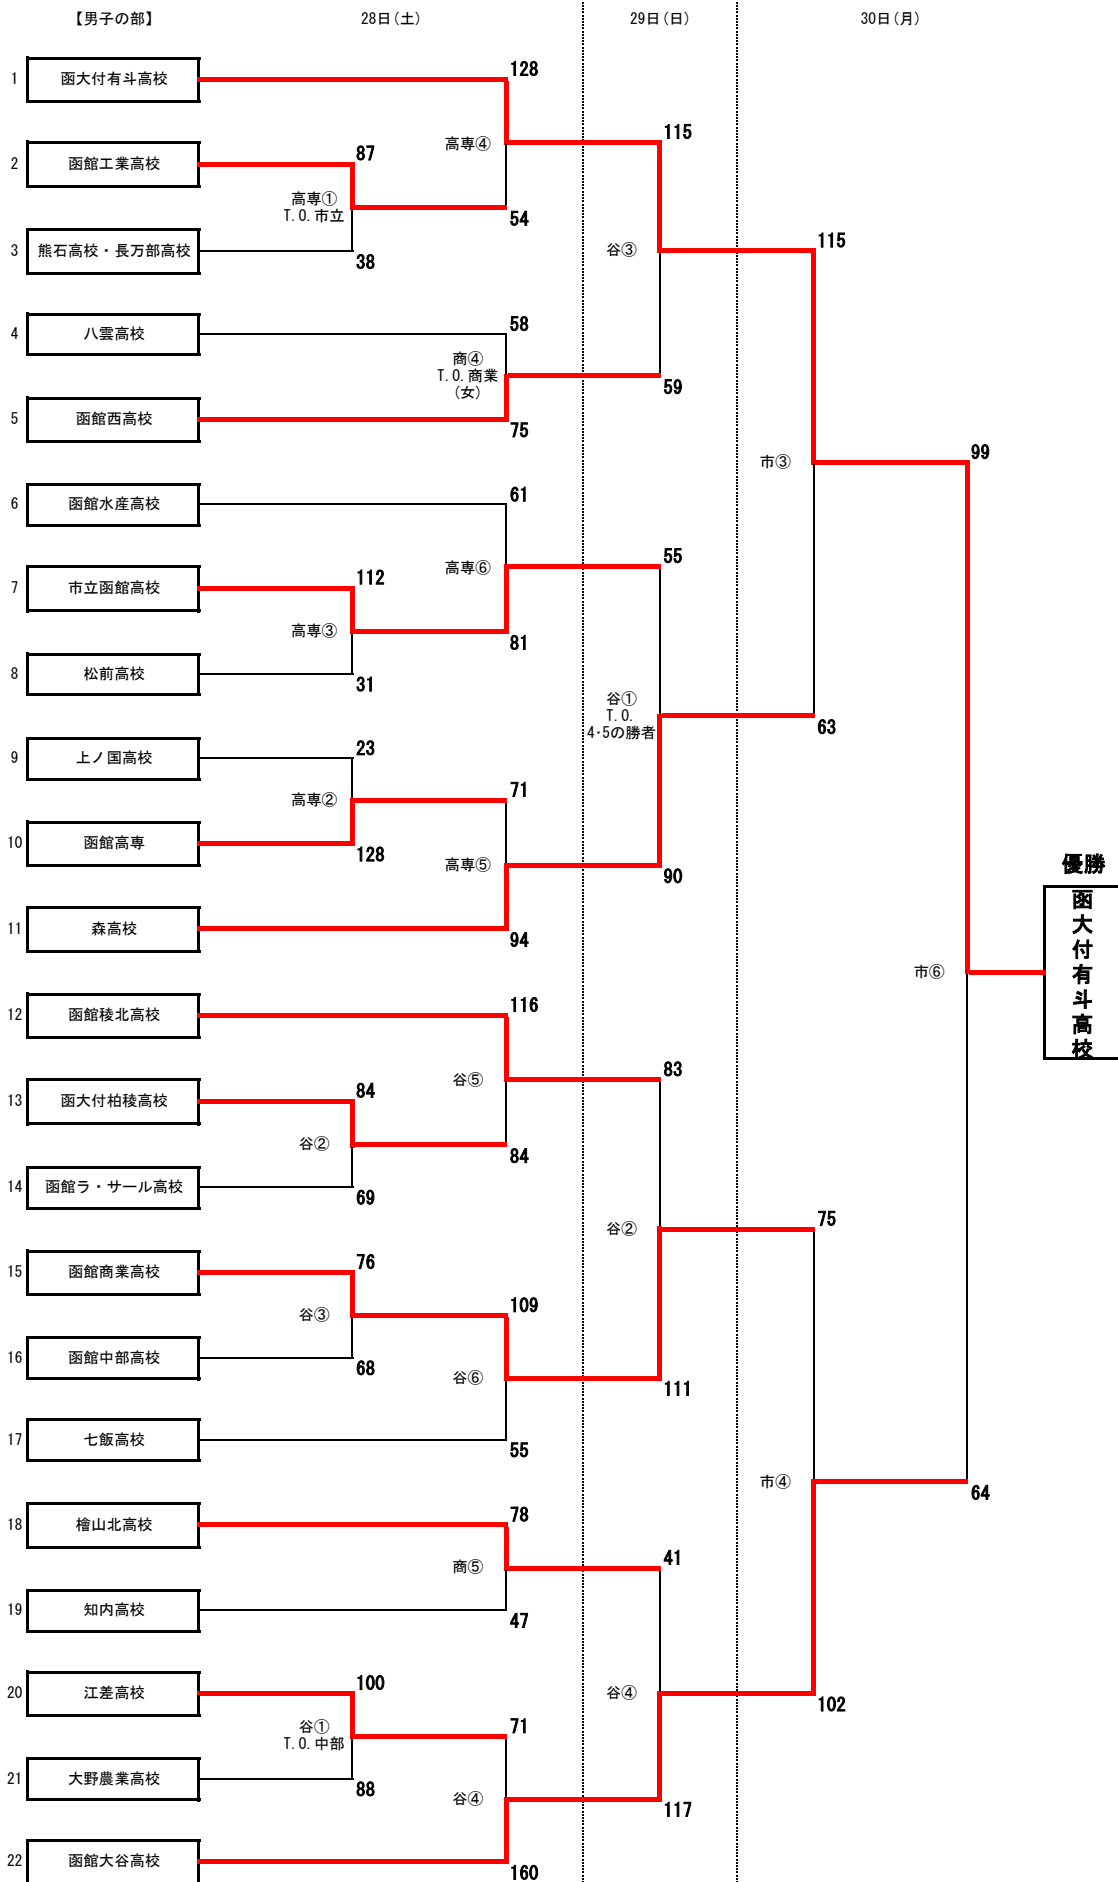 【男子の部】 28日(土) 29日(日) 30日(月)
128
1 函大付有斗高校
115
高専④
87
2 函館工業高校
高専①
T.O.市立
54
115
3 熊石高校・長万部高校
谷③
38
58
4 八雲高校
商④
T.O.商業
(女)
59
5 函館西高校
75
99
市③
61
6 函館水産高校
55
高専⑥
112
7 市立函館高校
高専③
81
8 松前高校
31
谷①
T.O.
4・5の勝者
63
23
9 上ノ国高校
71
高専②
10 函館高専
128
高専⑤
90
優勝
函大付有斗高校
11 森高校
94
市⑥
116
12 函館稜北高校
83
谷⑤
84
13 函大付柏稜高校
谷②
84
14 函館ラ・サール高校
69
75
谷②
76
15 函館商業高校
109
谷③
16 函館中部高校
68
谷⑥
111
17 七飯高校
55
市④
64
78
18 檜山北高校
41
商⑤
19 知内高校
47
100
20 江差高校
谷④
102
71
谷①
T.O.中部
21 大野農業高校
88
谷④
117
22 函館大谷高校
160